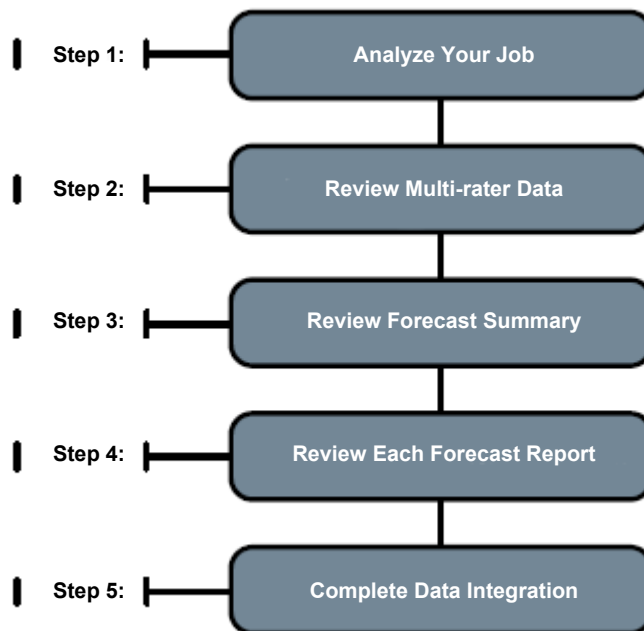 Step 1: Analyze Your Job
Step 2: Review Multi-rater Data
Step 3: Review Forecast Summary
Step 4: Review Each Forecast Report
Step 5: Complete Data Integration